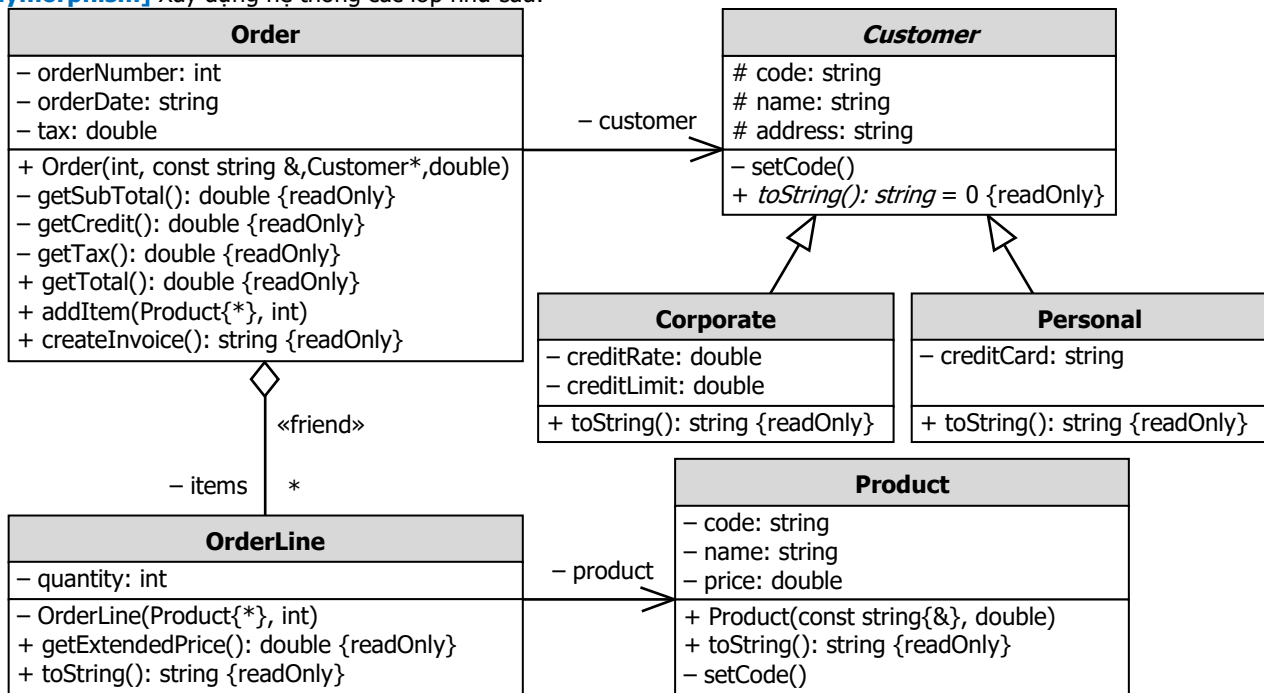 ymorphism] Xây dựng hệ thống các lớp như sau:
Order
– orderNumber: int
– orderDate: string
– tax: double
+ Order(int, const string &,Customer*,double)
– getSubTotal(): double {readOnly}
– getCredit(): double {readOnly}
– getTax(): double {readOnly}
+ getTotal(): double {readOnly}
+ addItem(Product{*}, int)
+ createInvoice(): string {readOnly}
– customer
Customer
# code: string
# name: string
# address: string
– setCode()
+ toString(): string = 0 {readOnly}
Corporate
– creditRate: double
– creditLimit: double
+ toString(): string {readOnly}
Personal
– creditCard: string
+ toString(): string {readOnly}
«friend»
– items *
OrderLine
– quantity: int
– OrderLine(Product{*}, int)
+ getExtendedPrice(): double {readOnly}
+ toString(): string {readOnly}
– product
Product
– code: string
– name: string
– price: double
+ Product(const string{&}, double)
+ toString(): string {readOnly}
– setCode()